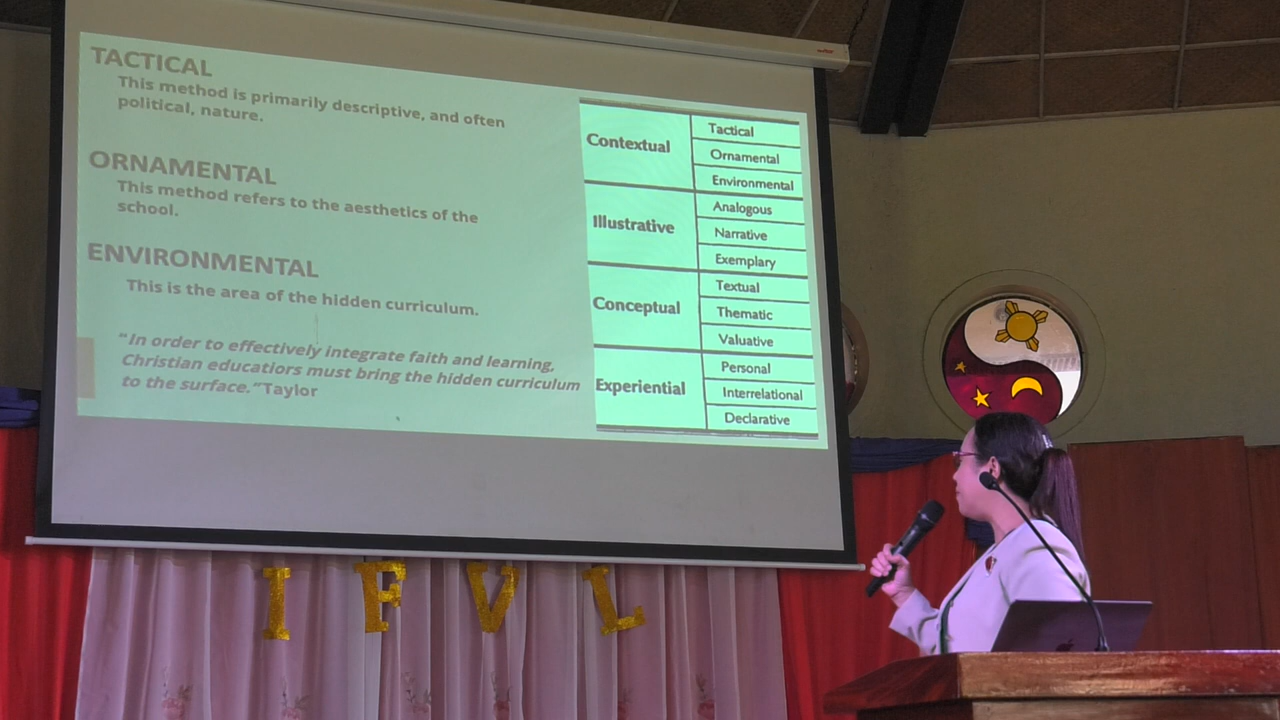 TACTICAL
This method is primarily descriptive, and often
political, nature.
ORNAMENTAL
This method refers to the aesthetics of the
school.
ENVIRONMENTAL
This is the area of the hidden curriculum.
"In order to effectively integrate faith and learning,
Christian educatiors must bring the hidden curriculum
to the surface."Taylor
Contextual
Tactical
Ornamental
Environmental
Illustrative
Analogous
Narrative
Exemplary
Conceptual
Textual
Thematic
Valuative
Experiential
Personal
Interrelational
Declarative
I F V L